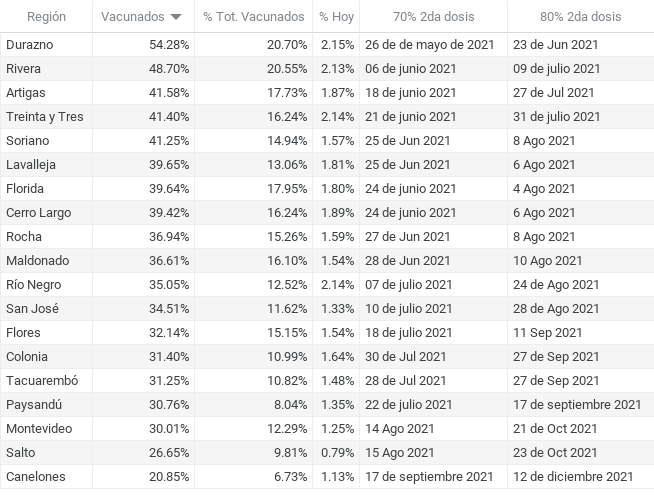 Región Vacunados % Tot. Vacunados % Hoy 70% 2da dosis 80% 2da dosis
Durazno 54.28% 20.70% 2.15% 26 de de mayo de 2021 23 de Jun 2021
Rivera 48.70% 20.55% 2.13% 06 de junio 2021 09 de julio 2021
Artigas 41.58% 17.73% 1.87% 18 de junio 2021 27 de Jul 2021
Treinta y Tres 41.40% 16.24% 2.14% 21 de junio 2021 31 de julio 2021
Soriano 41.25% 14.94% 1.57% 25 de Jun 2021 8 Ago 2021
Lavalleja 39.65% 13.06% 1.81% 25 de Jun 2021 6 Ago 2021
Florida 39.64% 17.95% 1.80% 24 de junio 2021 4 Ago 2021
Cerro Largo 39.42% 16.24% 1.89% 24 de junio 2021 6 Ago 2021
Rocha 36.94% 15.26% 1.59% 27 de Jun 2021 8 Ago 2021
Maldonado 36.61% 16.10% 1.54% 28 de Jun 2021 10 Ago 2021
Río Negro 35.05% 12.52% 2.14% 07 de julio 2021 24 de Ago 2021
San José 34.51% 11.62% 1.33% 10 de julio 2021 28 de Ago 2021
Flores 32.14% 15.15% 1.54% 18 de julio 2021 11 Sep 2021
Colonia 31.40% 10.99% 1.64% 30 de Jul 2021 27 de Sep 2021
Tacuarembó 31.25% 10.82% 1.48% 28 de Jul 2021 27 de Sep 2021
Paysandú 30.76% 8.04% 1.35% 22 de julio 2021 17 de septiembre 2021
Montevideo 30.01% 12.29% 1.25% 14 Ago 2021 21 de Oct 2021
Salto 26.65% 9.81% 0.79% 15 Ago 2021 23 de Oct 2021
Canelones 20.85% 6.73% 1.13% 17 de septiembre 2021 12 de diciembre 2021